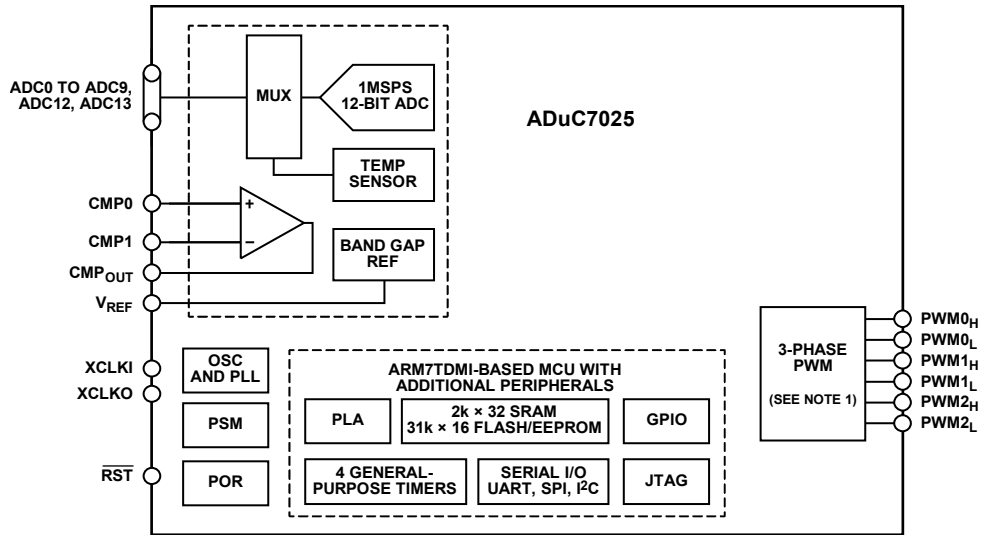 ADuC7025
ADC0 TO ADC9,
ADC12, ADC13
MUX
1MSPS
12-BIT ADC
TEMP
SENSOR
CMP0
+
CMP1
−
CMPOUT
BAND GAP
REF
VREF
XCLKI
XCLKO
RST
OSC
AND PLL
PSM
POR
ARM7TDMI-BASED MCU WITH
ADDITIONAL PERIPHERALS
PLA
2k × 32 SRAM
31k × 16 FLASH/EEPROM
GPIO
4 GENERAL-
PURPOSE TIMERS
SERIAL I/O
UART, SPI, I2C
JTAG
3-PHASE
PWM
(SEE NOTE 1)
PWM0H
PWM0L
PWM1H
PWM1L
PWM2H
PWM2L